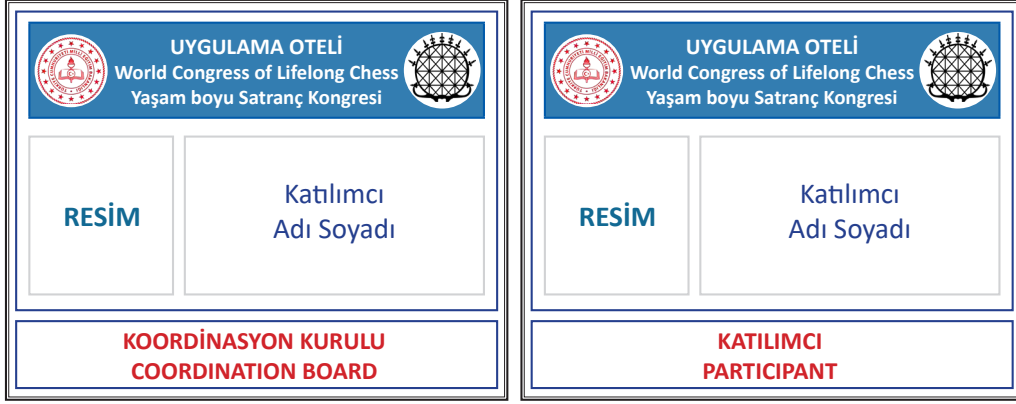 UYGULAMA OTELİ
World Congress of Lifelong Chess
Yaşam boyu Satranç Kongresi
RESİM
Katılımcı
Adı Soyadı
KOORDİNASYON KURULU
COORDINATION BOARD
UYGULAMA OTELİ
World Congress of Lifelong Chess
Yaşam boyu Satranç Kongresi
RESİM
Katılımcı
Adı Soyadı
KATILIMCI
PARTICIPANT